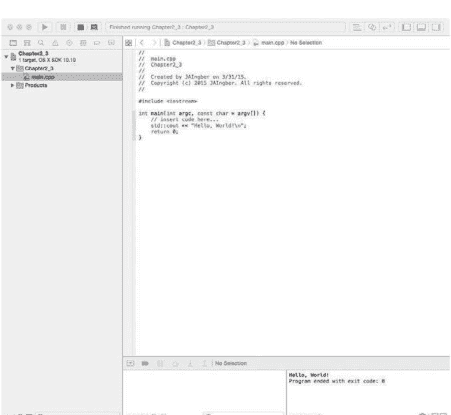 Finished running Chapter2_3 : Chapter2_3
Chapter2_3
1 target, OS X SDK 10.10
Chapter2_3
main.cpp
Products
Chapter2_3 〉 Chapter2_3 〉 main.cpp 〉 No Selection
//
// main.cpp
// Chapter2_3
//
// Created by JAIngber on 3/31/15.
// Copyright (c) 2015 JAIngber. All rights reserved.
//
#include <iostream>
int main(int argc, const char * argv[]) {
// insert code here...
std::cout << "Hello, World!\n";
return 0;
}
No Selection
Hello, World!
Program ended with exit code: 0